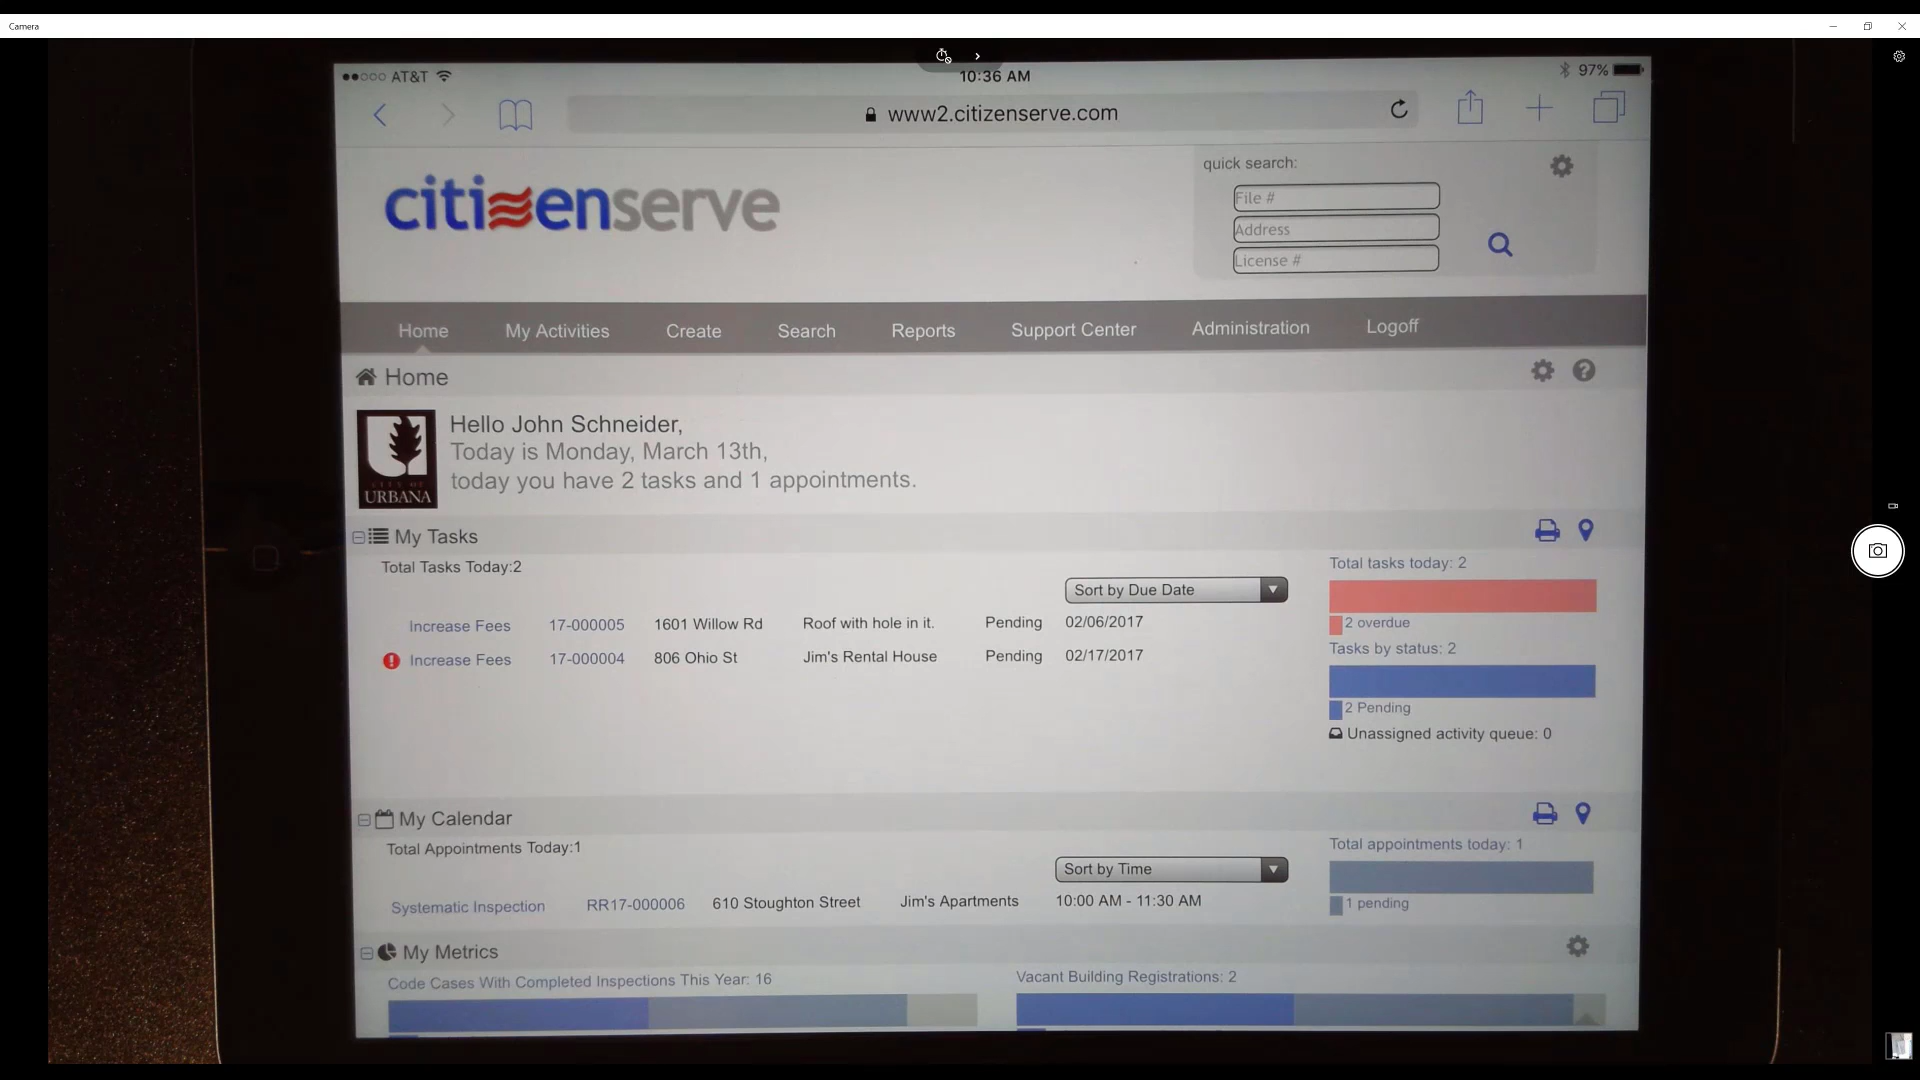 Camera
AT&T
10:36 AM
97%
www2.citizenserve.com
citizenserve
quick search:
File #
Address
License #
Home My Activities Create Search Reports Support Center Administration Logoff
Home
Hello John Schneider,
Today is Monday, March 13th,
today you have 2 tasks and 1 appointments.
CITY OF
URBANA
My Tasks
Total Tasks Today:2
Sort by Due Date
Increase Fees 17-000005 1601 Willow Rd Roof with hole in it. Pending 02/06/2017
Increase Fees 17-000004 806 Ohio St Jim's Rental House Pending 02/17/2017
Total tasks today: 2
2 overdue
Tasks by status: 2
2 Pending
Unassigned activity queue: 0
My Calendar
Total Appointments Today:1
Sort by Time
Systematic Inspection RR17-000006 610 Stoughton Street Jim's Apartments 10:00 AM - 11:30 AM
Total appointments today: 1
1 pending
My Metrics
Code Cases With Completed Inspections This Year: 16
Vacant Building Registrations: 2